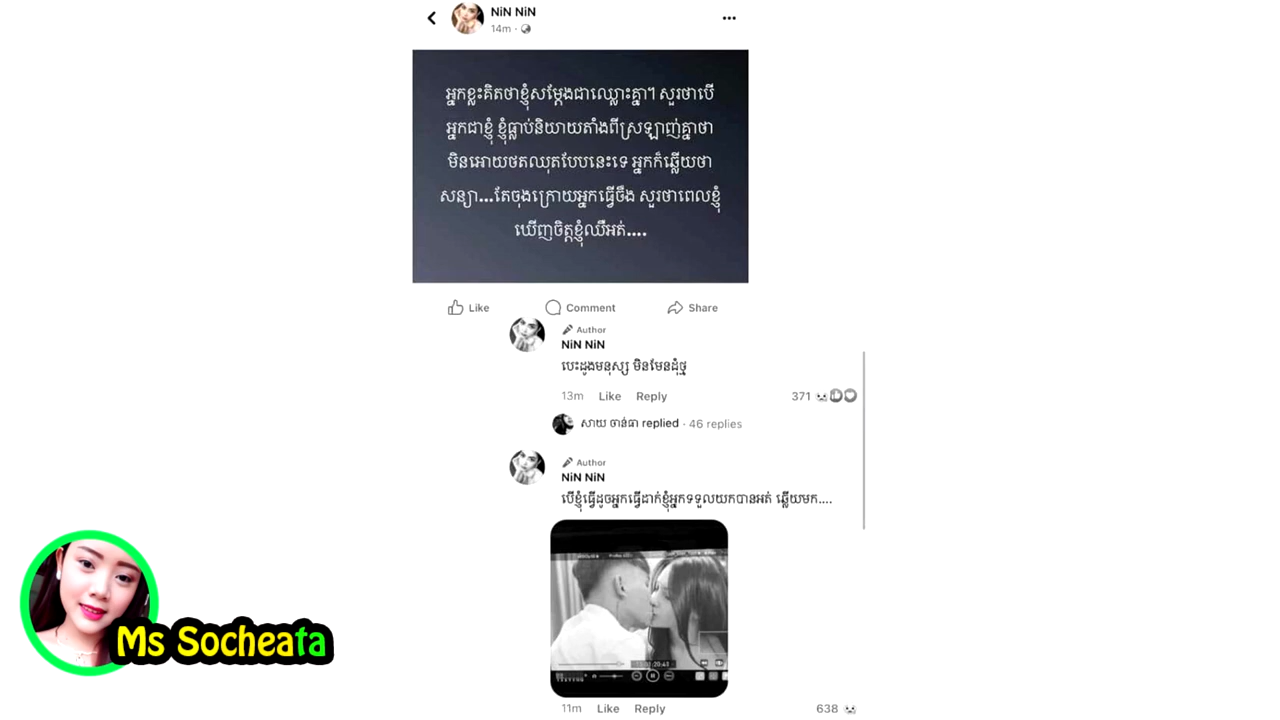 NiN NiN
14m
អ្នកខ្លះគិតថាខ្ញុំសម្ដែងជាឈ្លោះគ្នា។ សួរថាបើ
អ្នកជាខ្ញុំ ខ្ញុំធ្លាប់និយាយតាំងពីស្រឡាញ់គ្នាថា
មិនអោយថតឈុតបែបនេះទេ អ្នកក៏ឆ្លើយថា
សន្យា...តែចុងក្រោយអ្នកធ្វើចឹង សួរថាពេលខ្ញុំ
ឃើញចិត្តខ្ញុំឈឺអត់....
Like Comment Share
Author
NiN NiN
បេះដូងមនុស្ស មិនមែនដុំថ្ម
13m Like Reply 371
សាយ ចាន់ធា replied · 46 replies
Author
NiN NiN
បើខ្ញុំធ្វើដូចអ្នកធ្វើដាក់ខ្ញុំអ្នកទទួលយកបានអត់ ឆ្លើយមក....
11m Like Reply 638
Ms Socheata